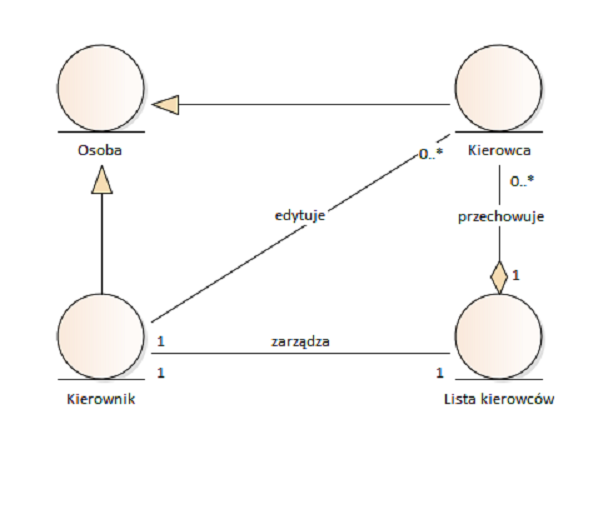 Osoba
Kierowca
0..*
0..*
edytuje
przechowuje
1
1
zarządza
1
1
Kierownik
Lista kierowców